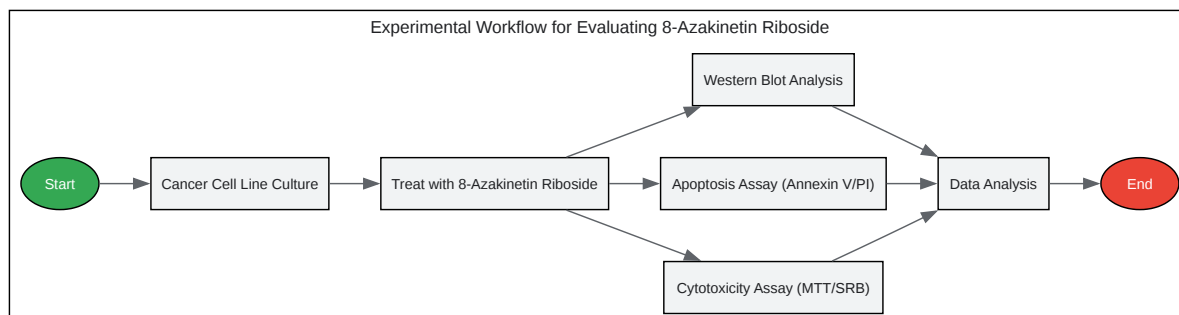 Experimental Workflow for Evaluating 8-Azakinetin Riboside
Western Blot Analysis
Start
Cancer Cell Line Culture
Treat with 8-Azakinetin Riboside
Apoptosis Assay (Annexin V/PI)
Data Analysis
End
Cytotoxicity Assay (MTT/SRB)